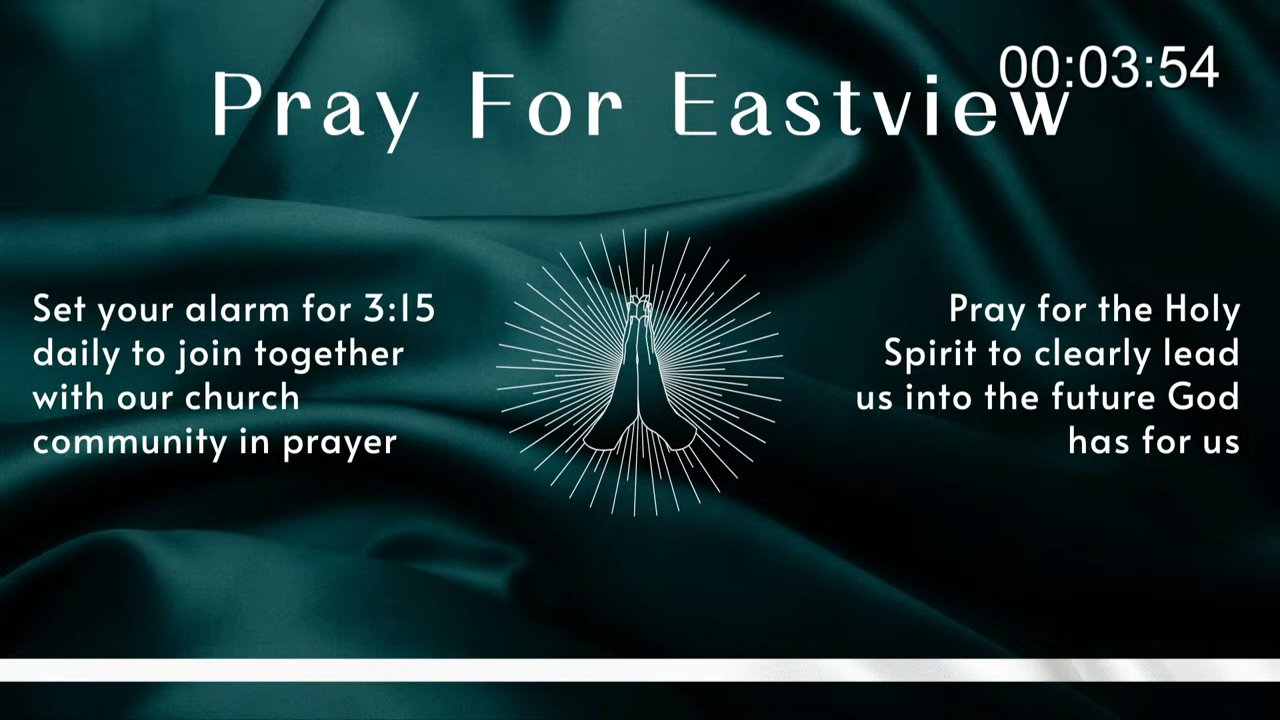 00:03:54
Pray For Eastview
Set your alarm for 3:15
daily to join together
with our church
community in prayer
Pray for the Holy
Spirit to clearly lead
us into the future God
has for us